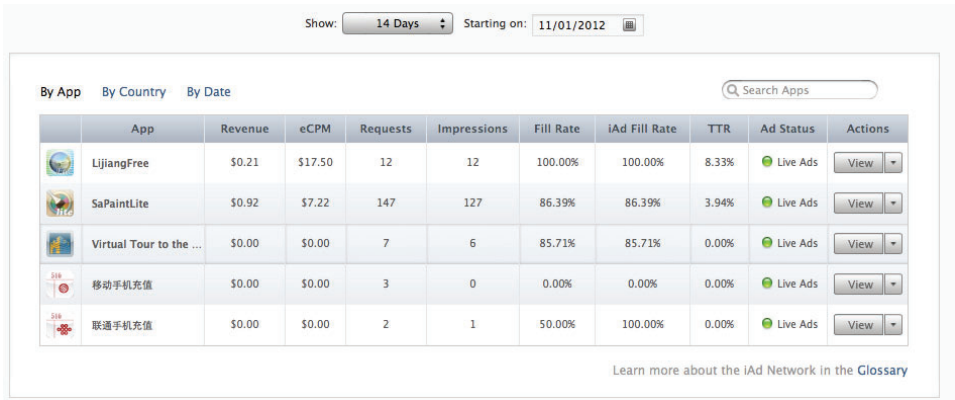 Show: 14 Days Starting on: 11/01/2012
By App By Country By Date Search Apps
App Revenue eCPM Requests Impressions Fill Rate iAd Fill Rate TTR Ad Status Actions
LijiangFree $0.21 $17.50 12 12 100.00% 100.00% 8.33% Live Ads View
SaPaintLite $0.92 $7.22 147 127 86.39% 86.39% 3.94% Live Ads View
Virtual Tour to the ... $0.00 $0.00 7 6 85.71% 85.71% 0.00% Live Ads View
移动手机充值 $0.00 $0.00 3 0 0.00% 0.00% 0.00% Live Ads View
联通手机充值 $0.00 $0.00 2 1 50.00% 100.00% 0.00% Live Ads View
Learn more about the iAd Network in the Glossary